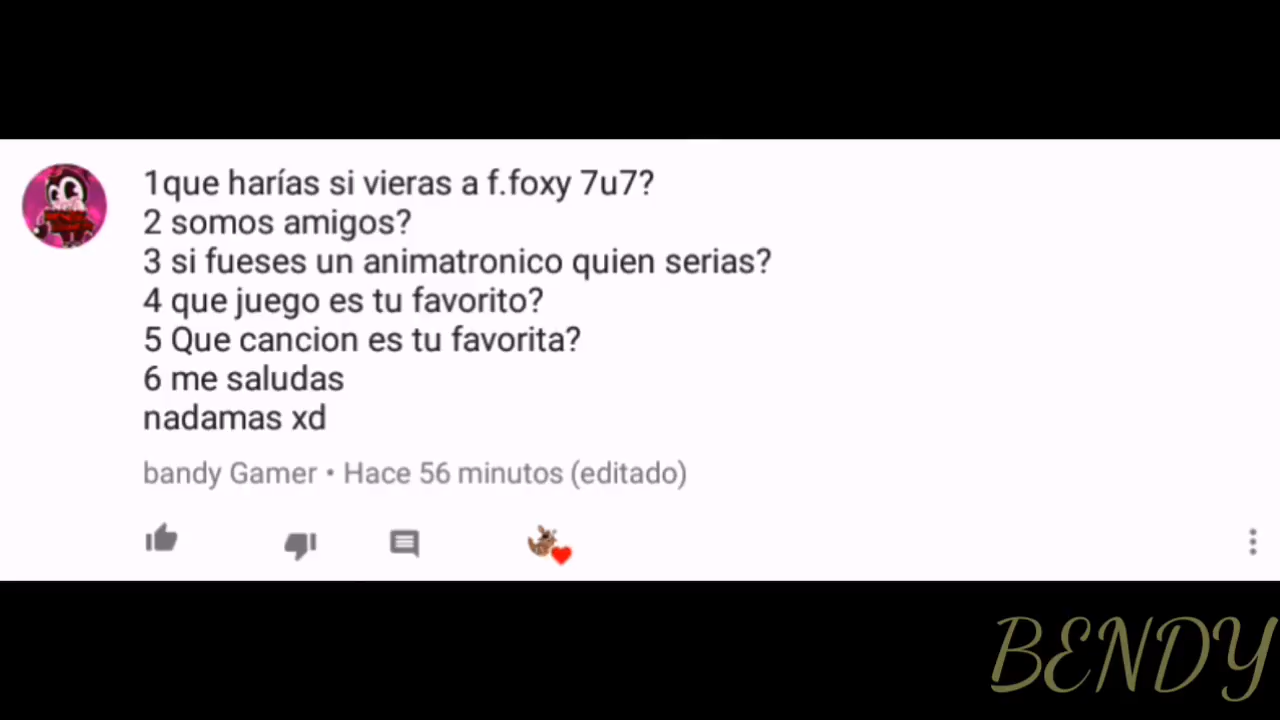 1que harías si vieras a f.foxy 7u7?
2 somos amigos?
3 si fueses un animatronico quien serias?
4 que juego es tu favorito?
5 Que cancion es tu favorita?
6 me saludas
nadamas xd
bandy Gamer • Hace 56 minutos (editado)
BENDY